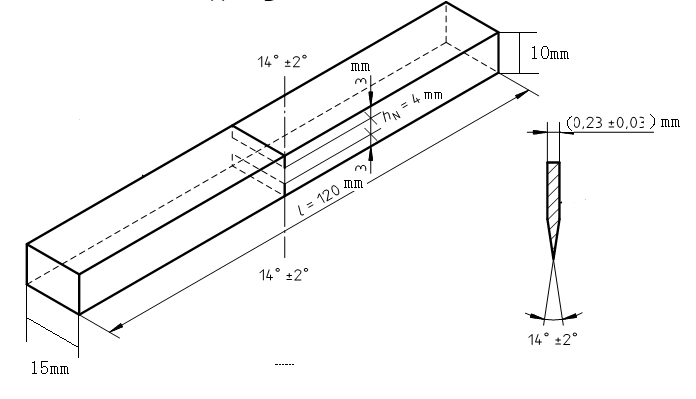 14° ±2°
mm
3
10mm
hN = 4 mm
(0,23 ±0,03) mm
3
mm
l = 120
14° ±2°
14° ±2°
15mm